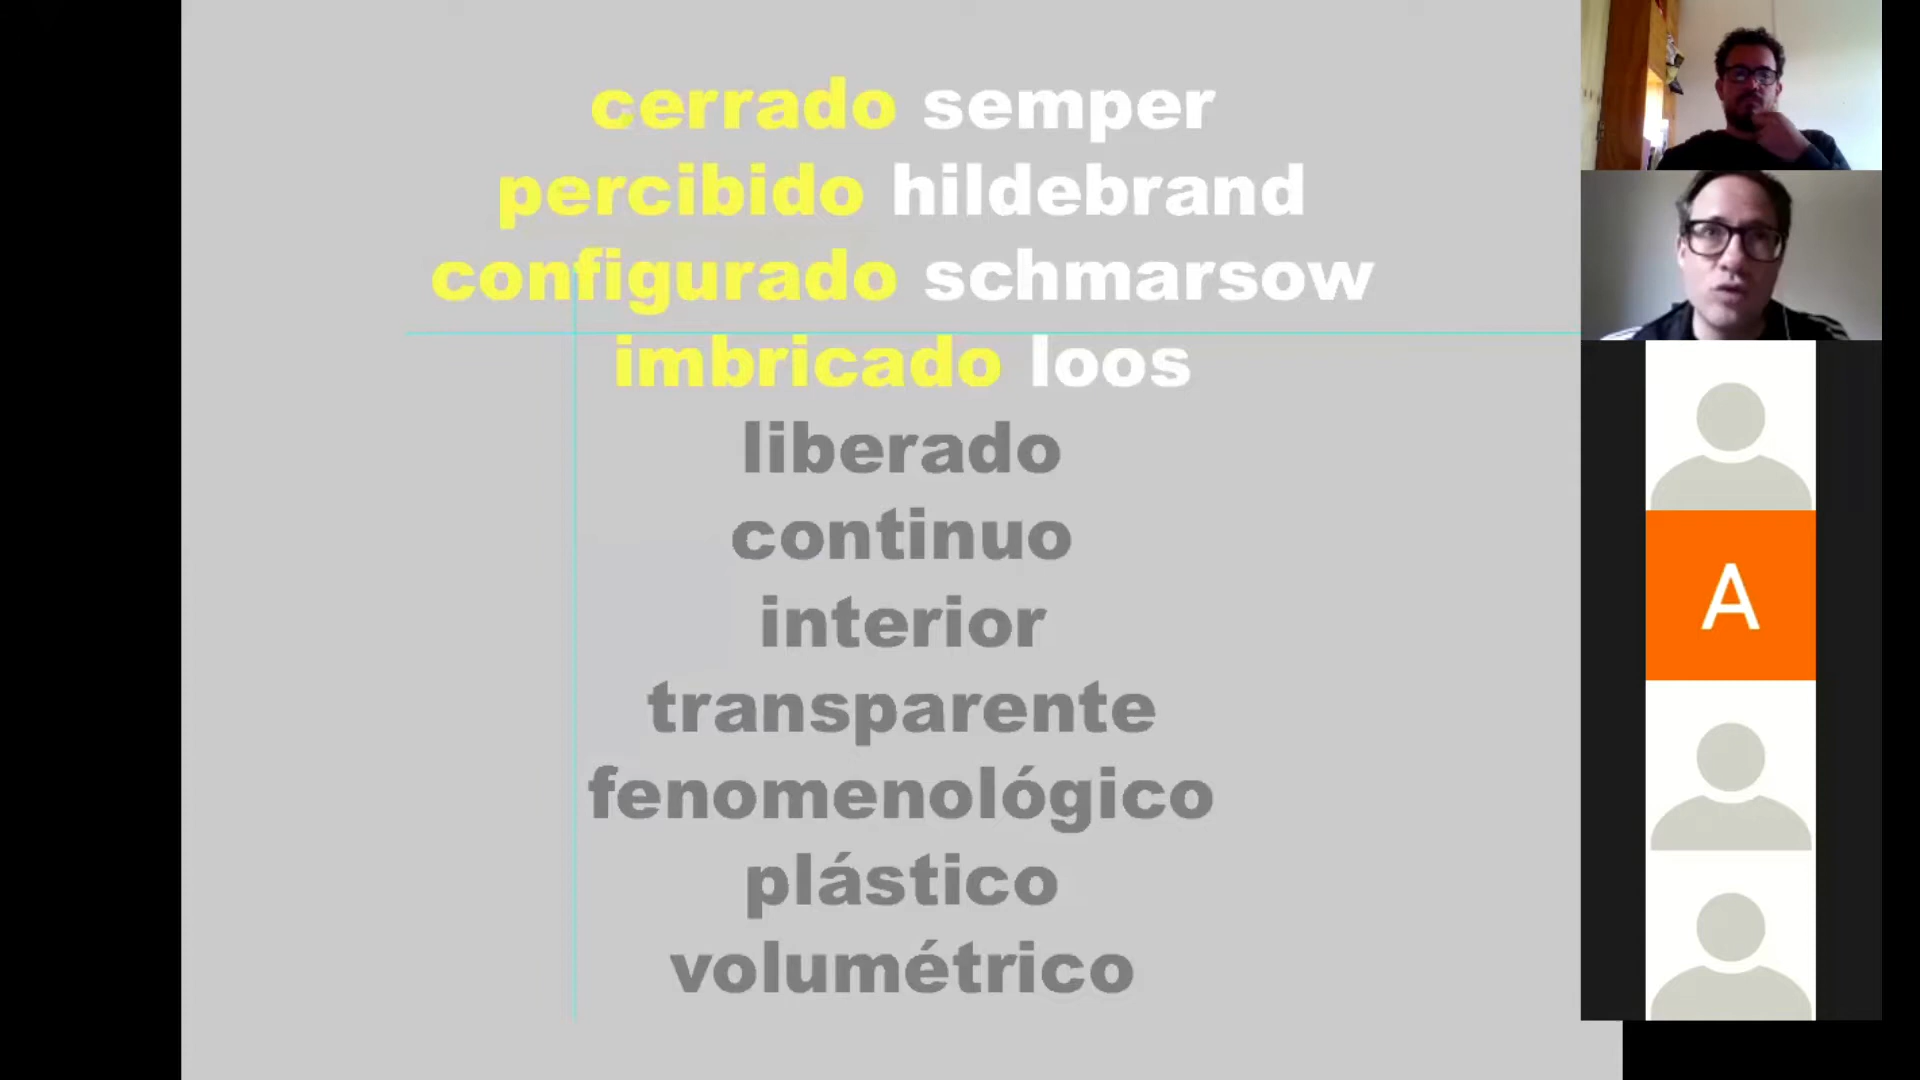 cerrado semper
percibido hildebrand
configurado schmarsow
imbricado loos
liberado
continuo
interior
transparente
fenomenológico
plástico
volumétrico
A